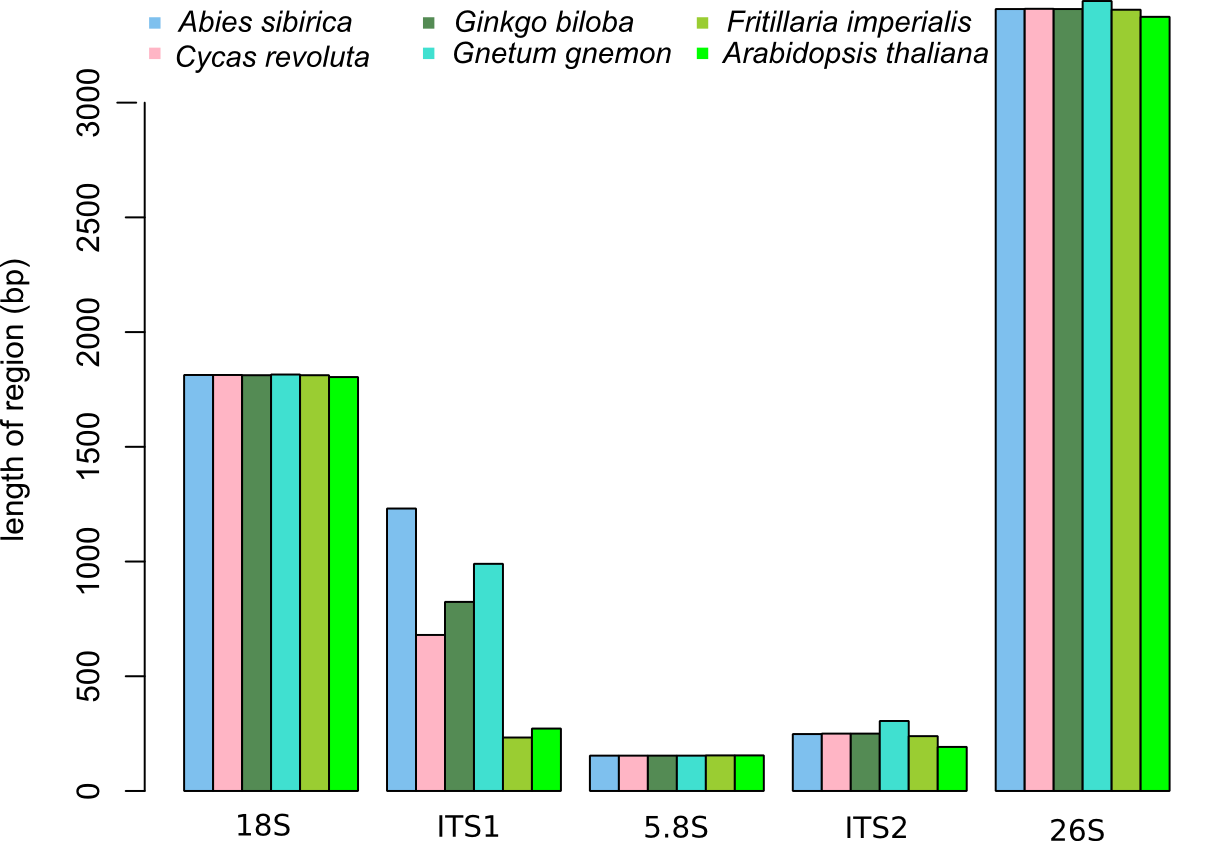 Abies sibirica
Ginkgo biloba
Fritillaria imperialis
Cycas revoluta
Gnetum gnemon
Arabidopsis thaliana
length of region (bp)
3000
2500
2000
1500
1000
500
0
18S
ITS1
5.8S
ITS2
26S